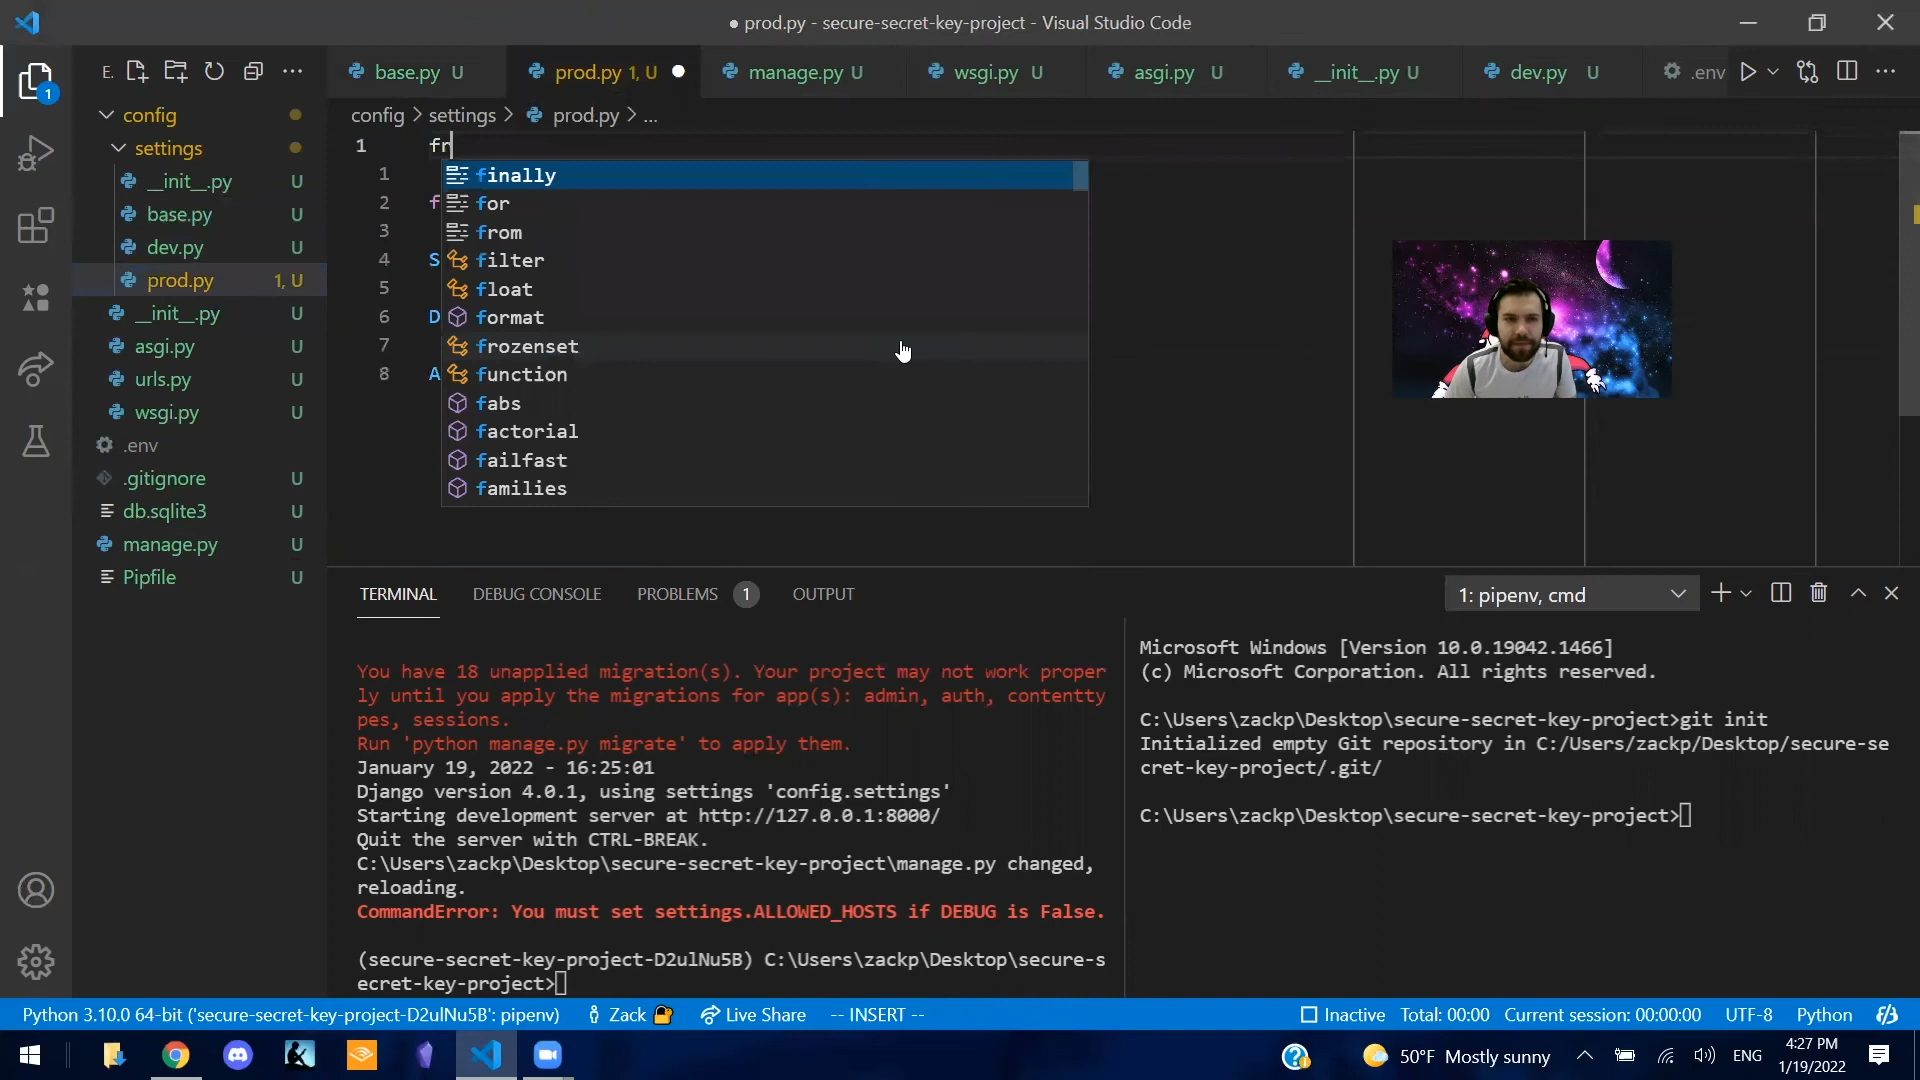 ● prod.py - secure-secret-key-project - Visual Studio Code
E.
base.py U
prod.py 1, U
manage.py U
wsgi.py U
asgi.py U
__init__.py U
dev.py U
.env
config > settings > prod.py > ...
1
config
settings
__init__.py U
base.py U
dev.py U
prod.py 1, U
__init__.py U
asgi.py U
urls.py U
wsgi.py U
.env
.gitignore U
db.sqlite3 U
manage.py U
Pipfile U
1 fr
1 finally
2 f for
3 from
4 S filter
5 float
6 D format
7 frozenset
8 A function
fabs
factorial
failfast
families
TERMINAL DEBUG CONSOLE PROBLEMS 1 OUTPUT
1: pipenv, cmd
You have 18 unapplied migration(s). Your project may not work proper
ly until you apply the migrations for app(s): admin, auth, contentty
pes, sessions.
Run 'python manage.py migrate' to apply them.
January 19, 2022 - 16:25:01
Django version 4.0.1, using settings 'config.settings'
Starting development server at http://127.0.0.1:8000/
Quit the server with CTRL-BREAK.
C:\Users\zackp\Desktop\secure-secret-key-project\manage.py changed,
reloading.
CommandError: You must set settings.ALLOWED_HOSTS if DEBUG is False.
(secure-secret-key-project-D2ulNu5B) C:\Users\zackp\Desktop\secure-s
ecret-key-project>
Microsoft Windows [Version 10.0.19042.1466]
(c) Microsoft Corporation. All rights reserved.
C:\Users\zackp\Desktop\secure-secret-key-project>git init
Initialized empty Git repository in C:/Users/zackp/Desktop/secure-se
cret-key-project/.git/
C:\Users\zackp\Desktop\secure-secret-key-project>
Python 3.10.0 64-bit ('secure-secret-key-project-D2ulNu5B': pipenv) Zack Live Share -- INSERT -- Inactive Total: 00:00 Current session: 00:00:00 UTF-8 Python
50°F Mostly sunny ENG 4:27 PM
1/19/2022